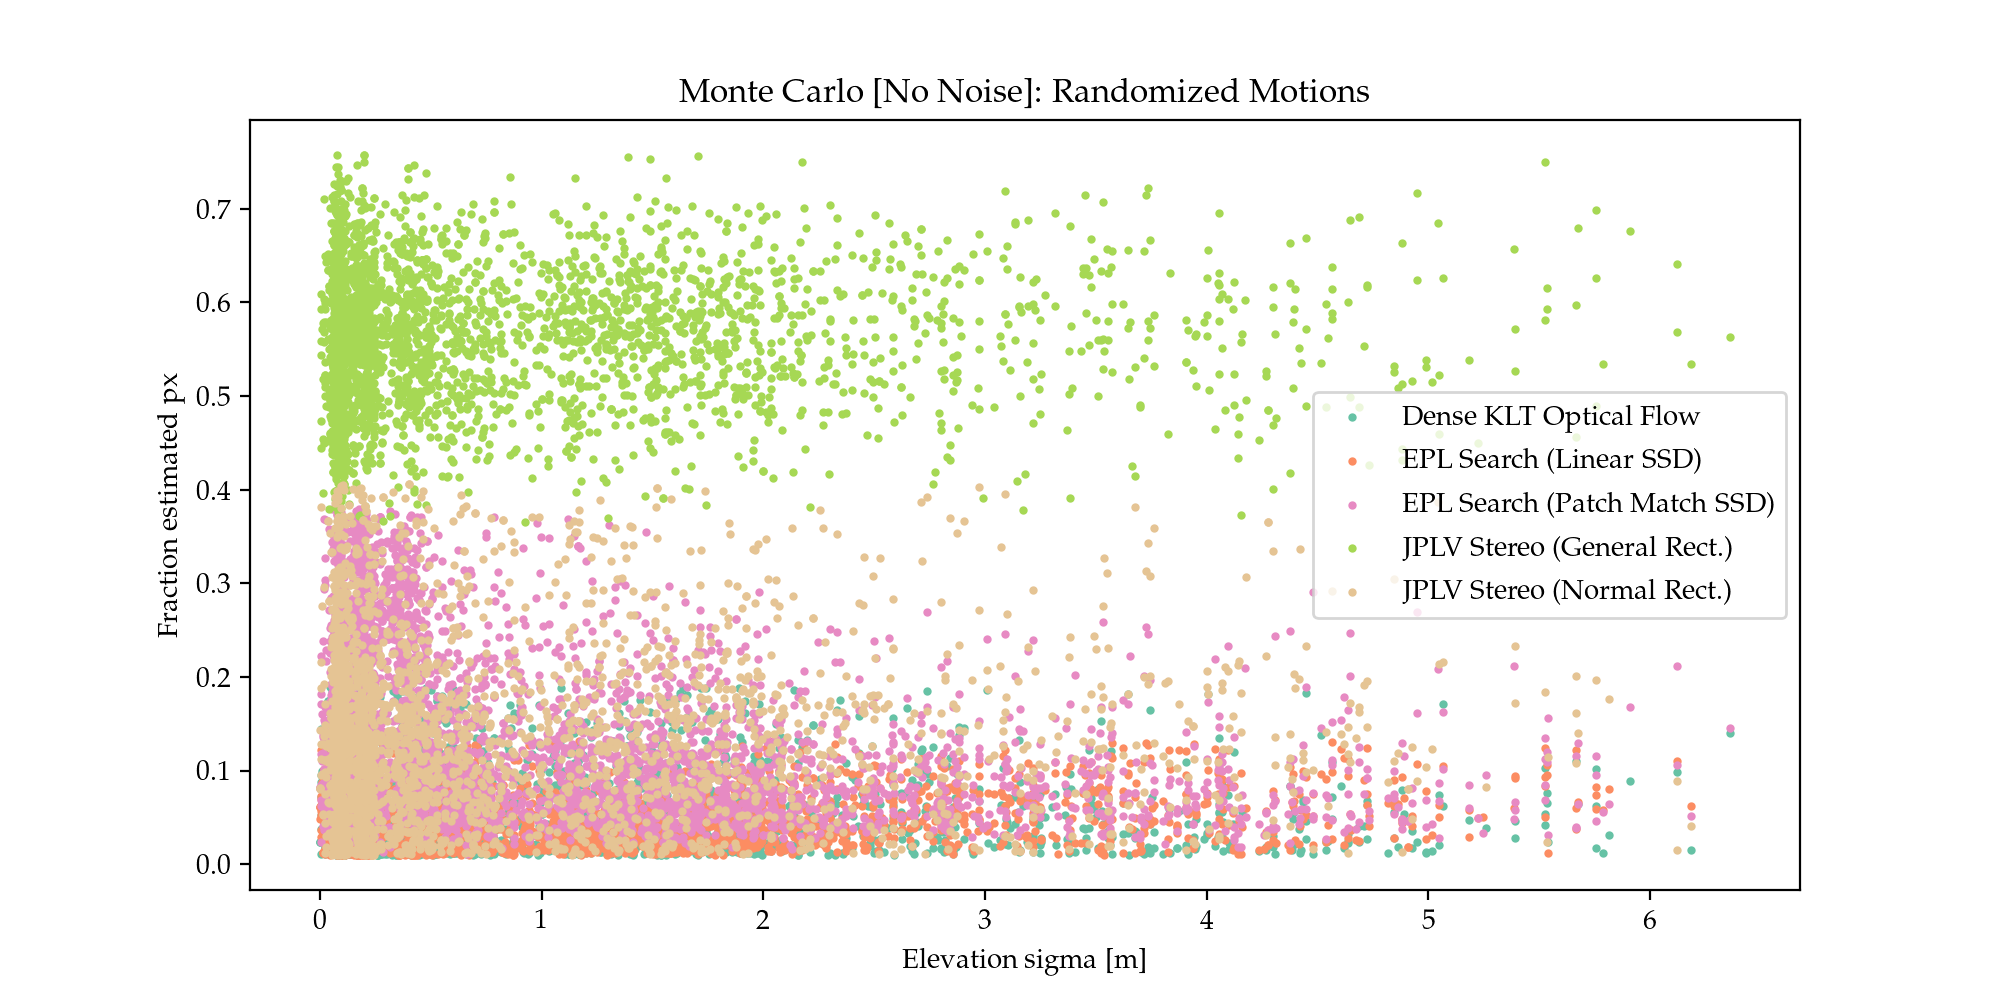 Monte Carlo [No Noise]: Randomized Motions
Fraction estimated px
0.7
0.6
0.5
0.4
0.3
0.2
0.1
0.0
Dense KLT Optical Flow
EPL Search (Linear SSD)
EPL Search (Patch Match SSD)
JPLV Stereo (General Rect.)
JPLV Stereo (Normal Rect.)
0 1 2 3 4 5 6
Elevation sigma [m]